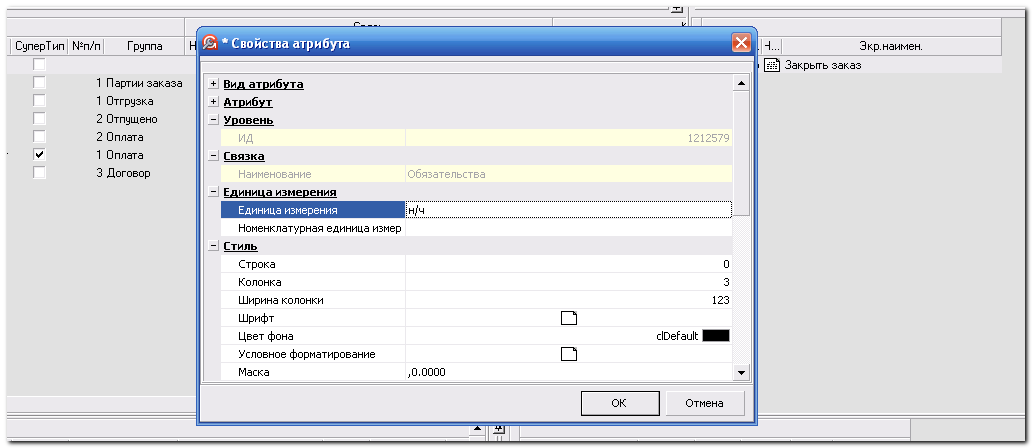 * Свойства атрибута
СуперТип №п/п Группа Н... Экр.наимен.
Закрыть заказ
1 Партии заказа
1 Отгрузка
2 Отпущено
2 Оплата
1 Оплата
3 Договор
Вид атрибута
Атрибут
Уровень
ИД 1212579
Связка
Наименование Обязательства
Единица измерения
Единица измерения н/ч
Номенклатурная единица измер
Стиль
Строка 0
Колонка 3
Ширина колонки 123
Шрифт
Цвет фона clDefault
Условное форматирование
Маска ,0.0000
OK Отмена